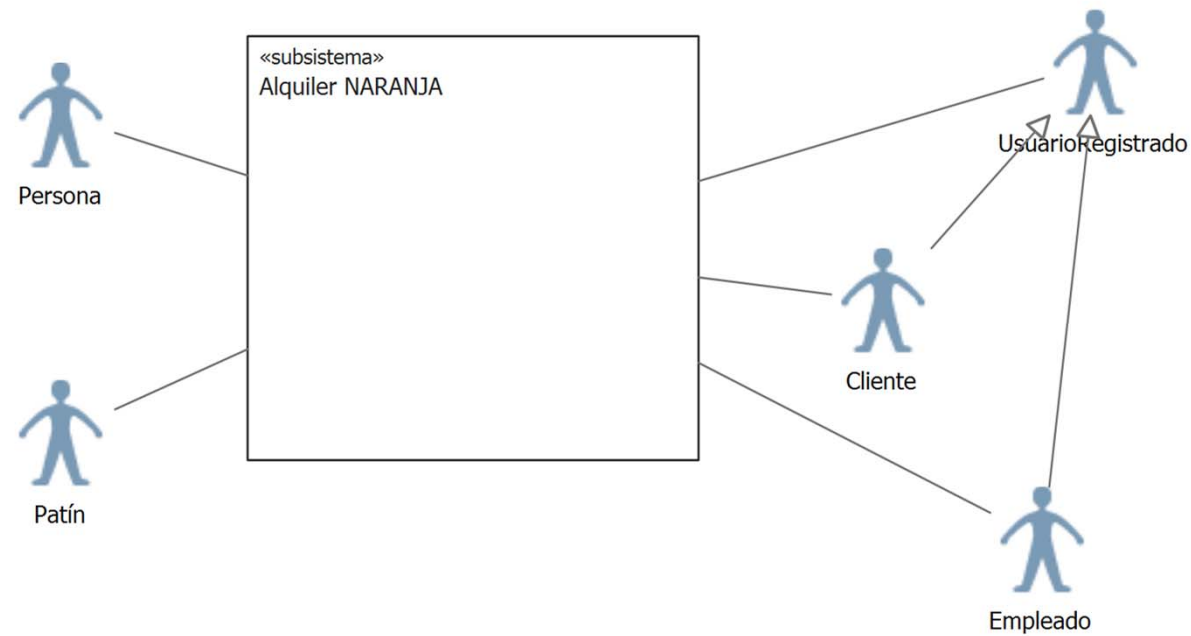 «subsistema»
Alquiler NARANJA
Persona
UsuarioRegistrado
Cliente
Patín
Empleado